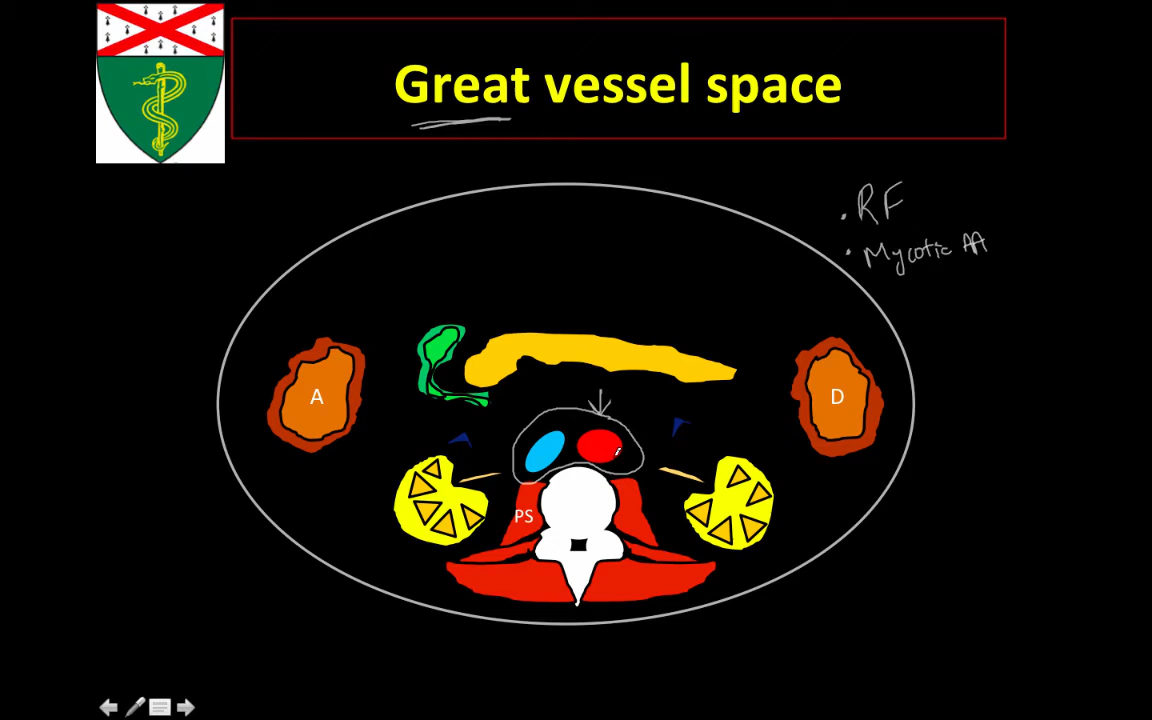 Great vessel space
• RF
• Mycotic AA
A
D
PS